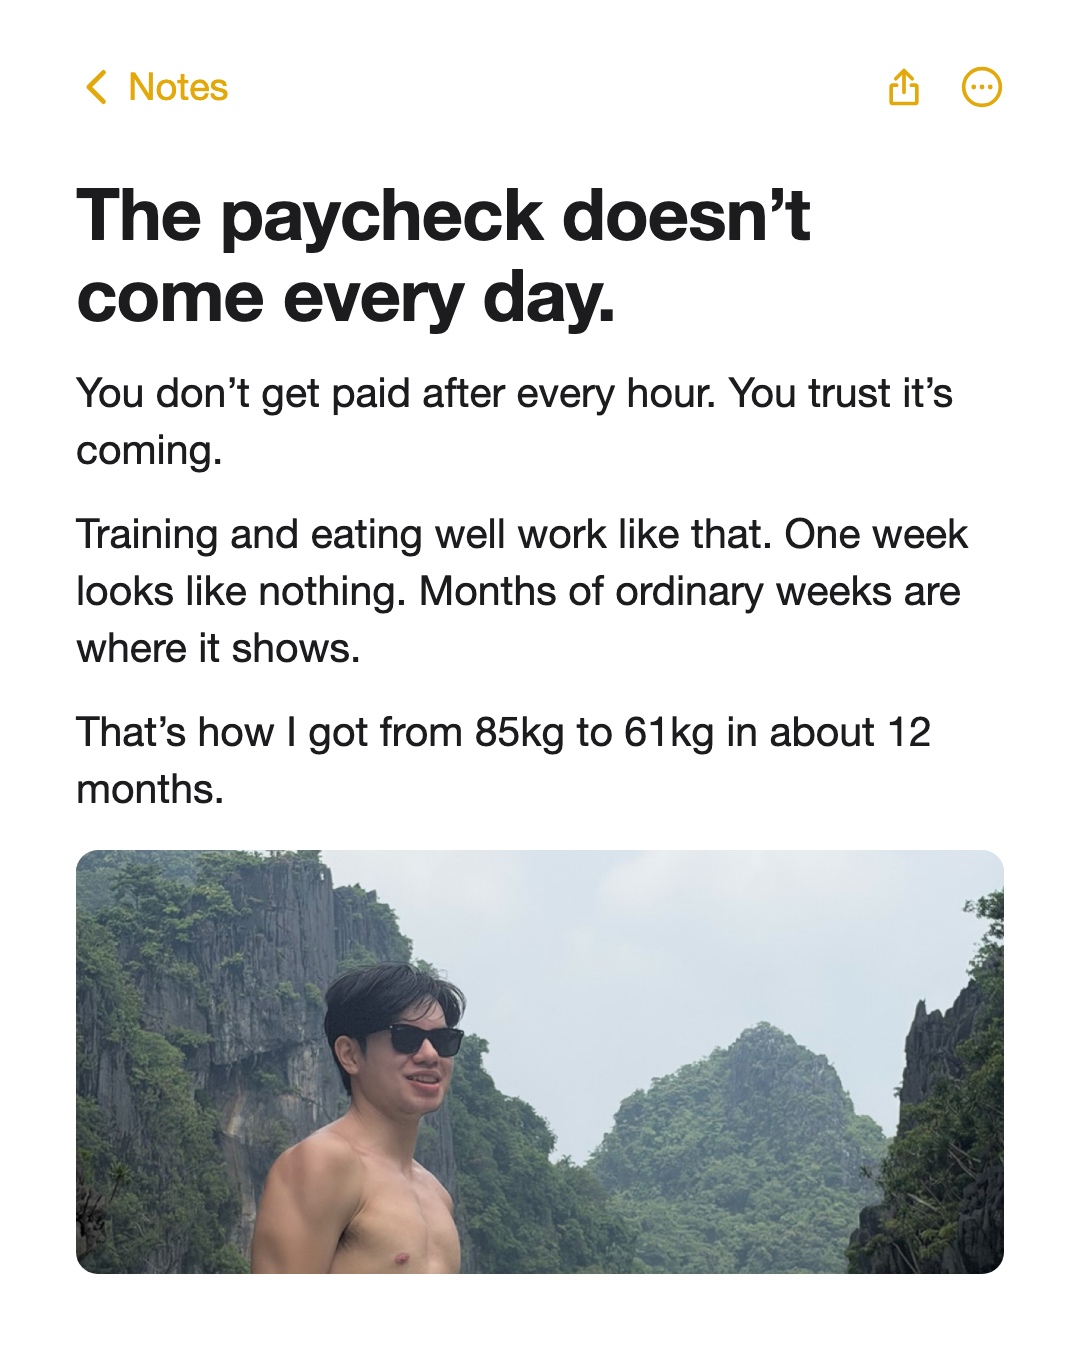 Notes
The paycheck doesn’t
come every day.
You don’t get paid after every hour. You trust it’s
coming.
Training and eating well work like that. One week
looks like nothing. Months of ordinary weeks are
where it shows.
That’s how I got from 85kg to 61kg in about 12
months.